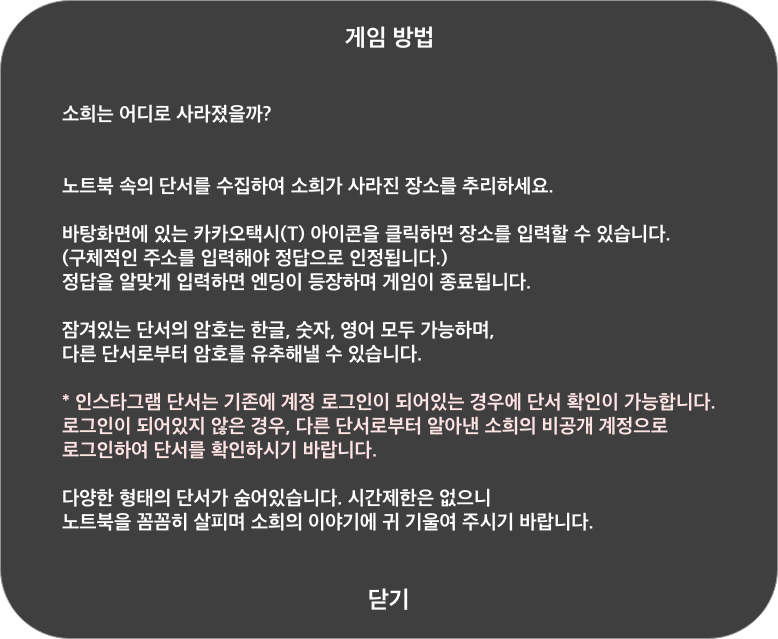 게임 방법
소희는 어디로 사라졌을까?
노트북 속의 단서를 수집하여 소희가 사라진 장소를 추리하세요.
바탕화면에 있는 카카오택시(T) 아이콘을 클릭하면 장소를 입력할 수 있습니다.
(구체적인 주소를 입력해야 정답으로 인정됩니다.)
정답을 알맞게 입력하면 엔딩이 등장하며 게임이 종료됩니다.
잠겨있는 단서의 암호는 한글, 숫자, 영어 모두 가능하며,
다른 단서로부터 암호를 유추해낼 수 있습니다.
* 인스타그램 단서는 기존에 계정 로그인이 되어있는 경우에 단서 확인이 가능합니다.
로그인이 되어있지 않은 경우, 다른 단서로부터 알아낸 소희의 비공개 계정으로
로그인하여 단서를 확인하시기 바랍니다.
다양한 형태의 단서가 숨어있습니다. 시간제한은 없으니
노트북을 꼼꼼히 살피며 소희의 이야기에 귀 기울여 주시기 바랍니다.
닫기